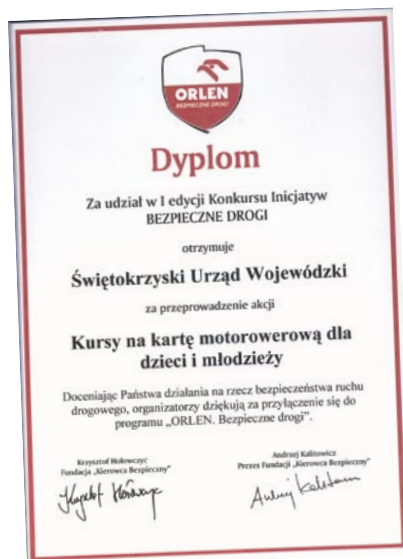 ORLEN
BEZPIECZNE DROGI
Dyplom
Za udział w I edycji Konkursu Inicjatyw
BEZPIECZNE DROGI
otrzymuje
Świętokrzyski Urząd Wojewódzki
za przeprowadzenie akcji
Kursy na kartę motorowerową dla
dzieci i młodzieży
Doceniając Państwa działania na rzecz bezpieczeństwa ruchu
drogowego, organizatorzy dziękują za przyłączenie się do
programu „ORLEN. Bezpieczne drogi".
Krzysztof Hołowczyc
Fundacja „Kierowca Bezpieczny"
Andrzej Kalitowicz
Prezes Fundacji „Kierowca Bezpieczny"
Krzysztof Hołowczyc